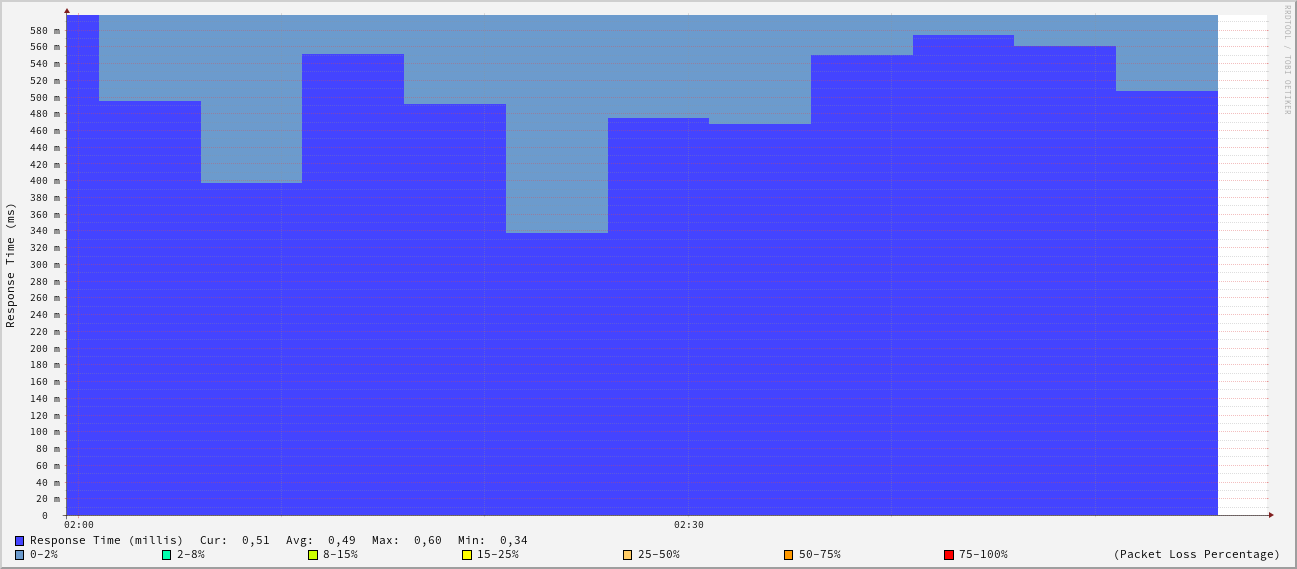 RRDTOOL / TOBI OETIKER
Response Time (ms)
580 m
560 m
540 m
520 m
500 m
480 m
460 m
440 m
420 m
400 m
380 m
360 m
340 m
320 m
300 m
280 m
260 m
240 m
220 m
200 m
180 m
160 m
140 m
120 m
100 m
80 m
60 m
40 m
20 m
0
02:00 02:30
Response Time (millis) Cur: 0,51 Avg: 0,49 Max: 0,60 Min: 0,34
0-2% 2-8% 8-15% 15-25% 25-50% 50-75% 75-100% (Packet Loss Percentage)